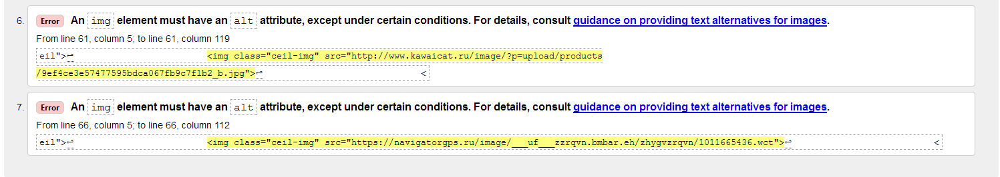 6. Error An img element must have an alt attribute, except under certain conditions. For details, consult guidance on providing text alternatives for images.
From line 61, column 5; to line 61, column 119
eil">↩ <img class="ceil-img" src="http://www.kawaicat.ru/image/?p=upload/products
/9ef4ce3e57477595bdca067fb9c7f1b2_b.jpg">↩ <
7. Error An img element must have an alt attribute, except under certain conditions. For details, consult guidance on providing text alternatives for images.
From line 66, column 5; to line 66, column 112
eil">↩ <img class="ceil-img" src="https://navigatorgps.ru/image/___uf___zzrqvn.bmbar.eh/zhygvzrqvn/1011665436.wct">↩ <